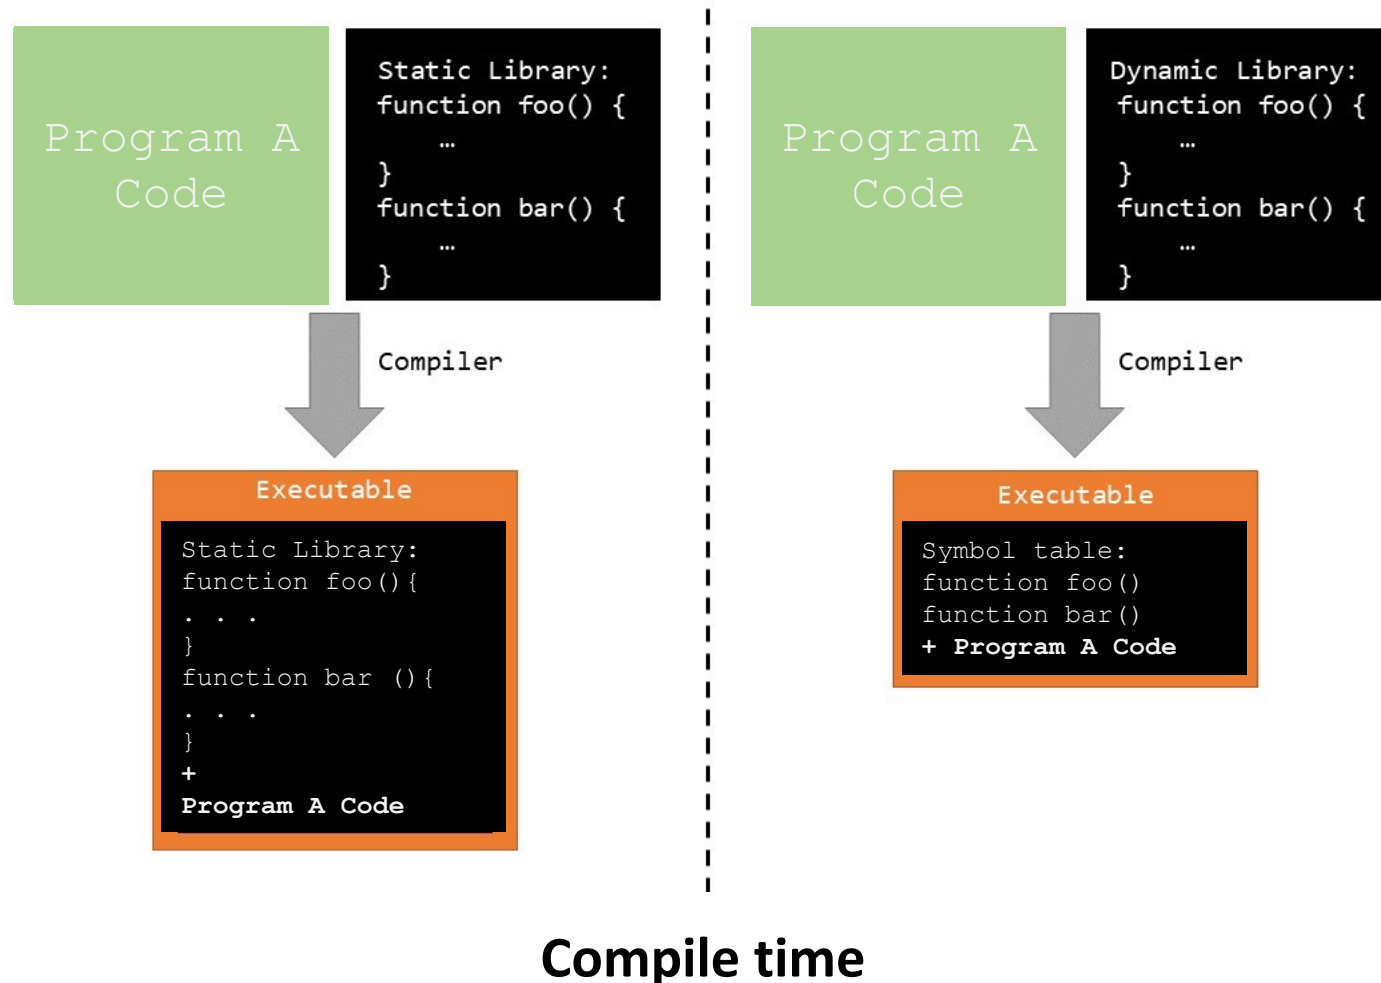 Program A
Code
Static Library:
function foo() {
…
}
function bar() {
…
}
Compiler
Executable
Static Library:
function foo(){
. . .
}
function bar (){
. . .
}
+
Program A Code
Program A
Code
Dynamic Library:
function foo() {
…
}
function bar() {
…
}
Compiler
Executable
Symbol table:
function foo()
function bar()
+ Program A Code
Compile time